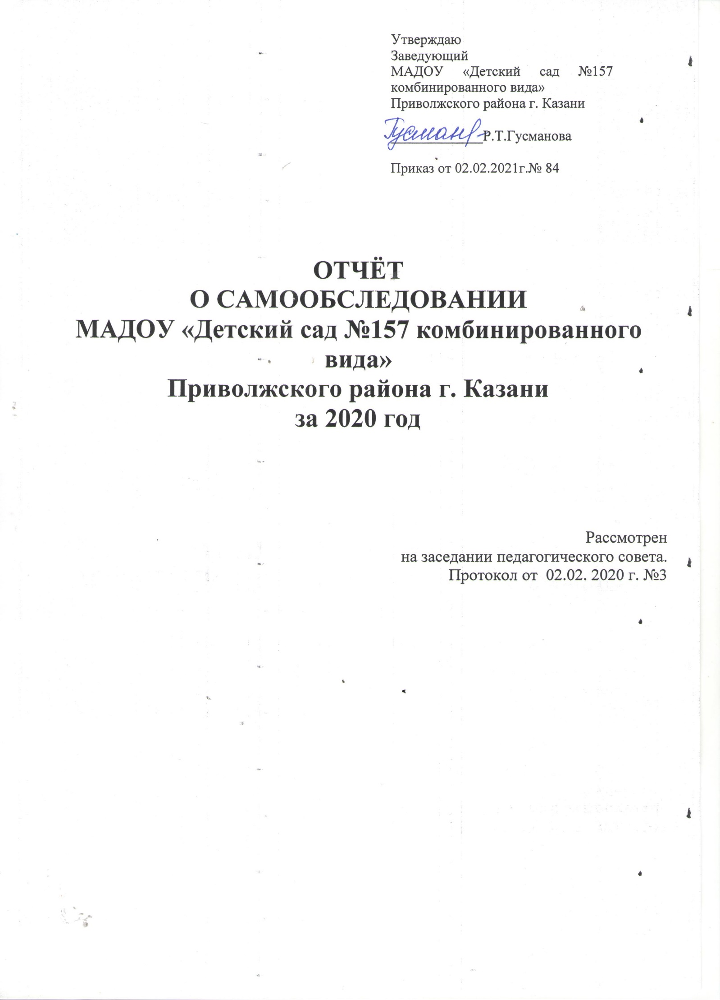 Утверждаю
Заведующий
МАДОУ «Детский сад №157
комбинированного вида»
Приволжского района г. Казани
Гусманв Р.Т.Гусманова
Приказ от 02.02.2021г.№ 84
ОТЧЁТ
О САМООБСЛЕДОВАНИИ
МАДОУ «Детский сад №157 комбинированного
вида»
Приволжского района г. Казани
за 2020 год
Рассмотрен
на заседании педагогического совета.
Протокол от 02.02. 2020 г. №3